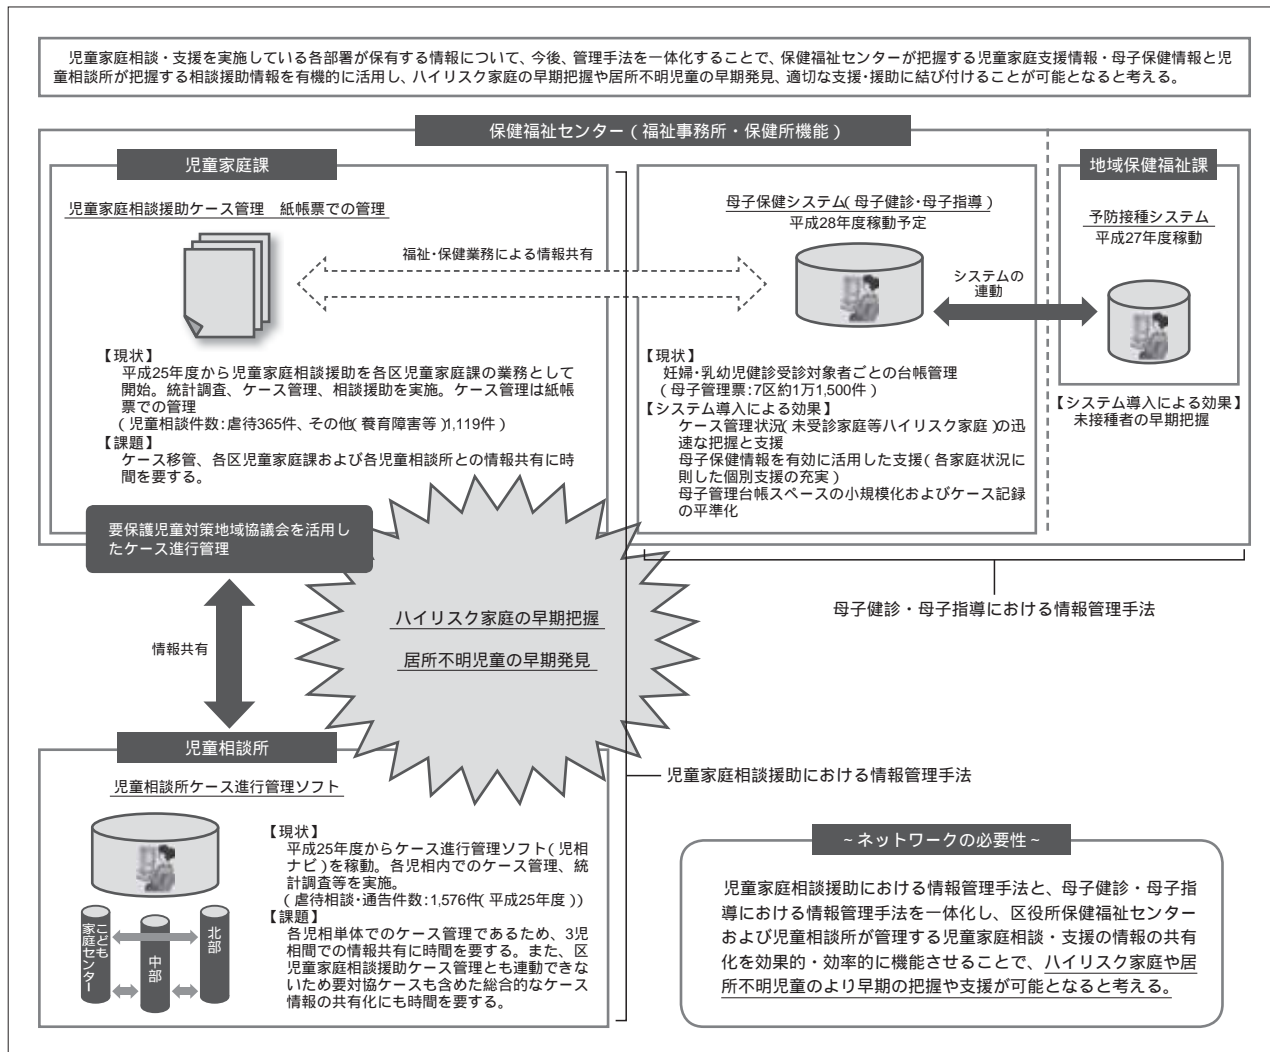 児童家庭相談・支援を実施している各部署が保有する情報について、今後、管理手法を一体化することで、保健福祉センターが把握する児童家庭支援情報・母子保健情報と児
童相談所が把握する相談援助情報を有機的に活用し、ハイリスク家庭の早期把握や居所不明児童の早期発見、適切な支援・援助に結び付けることが可能となると考える。
保健福祉センター（福祉事務所・保健所機能）
児童家庭課
児童家庭相談援助ケース管理　紙帳票での管理
福祉・保健業務による情報共有
【現状】
平成25年度から児童家庭相談援助を各区児童家庭課の業務として
開始。統計調査、ケース管理、相談援助を実施。ケース管理は紙帳
票での管理
（児童相談件数：虐待365件、その他（養育障害等）1,119件）
【課題】
ケース移管、各区児童家庭課および各児童相談所との情報共有に時
間を要する。
母子保健システム（母子健診・母子指導）
平成28年度稼動予定
システムの
連動
【現状】
妊婦・乳幼児健診受診対象者ごとの台帳管理
（母子管理票：7区約1万1,500件）
【システム導入による効果】
ケース管理状況（未受診家庭等ハイリスク家庭）の迅
速な把握と支援
母子保健情報を有効に活用した支援（各家庭状況に
則した個別支援の充実）
母子管理台帳スペースの小規模化およびケース記録
の平準化
地域保健福祉課
予防接種システム
平成27年度稼動
【システム導入による効果】
未接種者の早期把握
要保護児童対策地域協議会を活用し
たケース進行管理
情報共有
ハイリスク家庭の早期把握
居所不明児童の早期発見
母子健診・母子指導における情報管理手法
児童相談所
児童相談所ケース進行管理ソフト
こども
家庭センター
中部
北部
【現状】
平成25年度からケース進行管理ソフト（児相
ナビ）を稼動。各児相内でのケース管理、統
計調査等を実施。
（虐待相談・通告件数：1,576件（平成25年度））
【課題】
各児相単体でのケース管理であるため、3児
相間での情報共有に時間を要する。また、区
児童家庭相談援助ケース管理とも連動できな
いため要対協ケースも含めた総合的なケース
情報の共有化にも時間を要する。
児童家庭相談援助における情報管理手法
~ネットワークの必要性~
児童家庭相談援助における情報管理手法と、母子健診・母子指
導における情報管理手法を一体化し、区役所保健福祉センター
および児童相談所が管理する児童家庭相談・支援の情報の共有
化を効果的・効率的に機能させることで、ハイリスク家庭や居
所不明児童のより早期の把握や支援が可能となると考える。